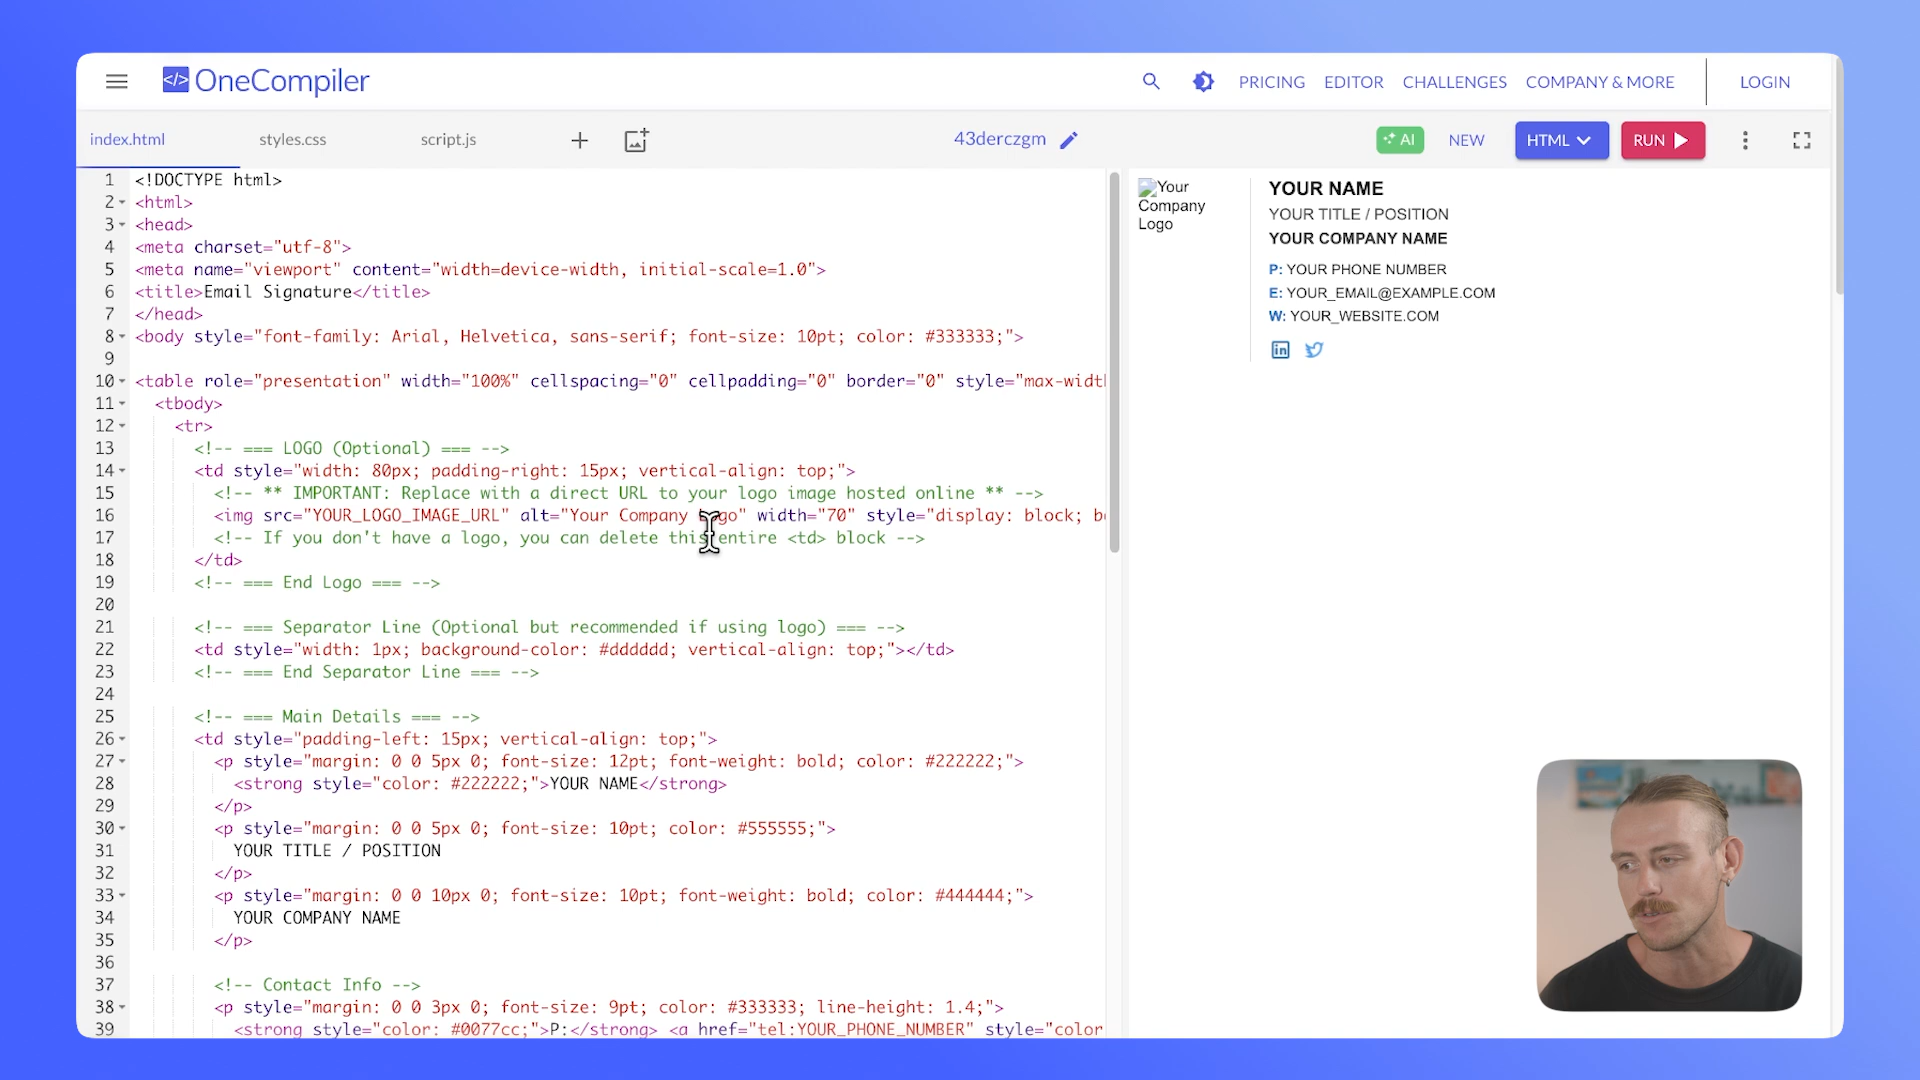 </> OneCompiler
PRICING
EDITOR
CHALLENGES
COMPANY & MORE
LOGIN
index.html
styles.css
script.js
43derczgm
AI
NEW
HTML
RUN
1 <!DOCTYPE html>
2 <html>
3 <head>
4 <meta charset="utf-8">
5 <meta name="viewport" content="width=device-width, initial-scale=1.0">
6 <title>Email Signature</title>
7 </head>
8 <body style="font-family: Arial, Helvetica, sans-serif; font-size: 10pt; color: #333333;">
9
10 <table role="presentation" width="100%" cellspacing="0" cellpadding="0" border="0" style="max-widt
11 <tbody>
12 <tr>
13 <!-- === LOGO (Optional) === -->
14 <td style="width: 80px; padding-right: 15px; vertical-align: top;">
15 <!-- ** IMPORTANT: Replace with a direct URL to your logo image hosted online ** -->
16 <img src="YOUR_LOGO_IMAGE_URL" alt="Your Company Logo" width="70" style="display: block; b
17 <!-- If you don't have a logo, you can delete this entire <td> block -->
18 </td>
19 <!-- === End Logo === -->
20
21 <!-- === Separator Line (Optional but recommended if using logo) === -->
22 <td style="width: 1px; background-color: #dddddd; vertical-align: top;"></td>
23 <!-- === End Separator Line === -->
24
25 <!-- === Main Details === -->
26 <td style="padding-left: 15px; vertical-align: top;">
27 <p style="margin: 0 0 5px 0; font-size: 12pt; font-weight: bold; color: #222222;">
28 <strong style="color: #222222;">YOUR NAME</strong>
29 </p>
30 <p style="margin: 0 0 5px 0; font-size: 10pt; color: #555555;">
31 YOUR TITLE / POSITION
32 </p>
33 <p style="margin: 0 0 10px 0; font-size: 10pt; font-weight: bold; color: #444444;">
34 YOUR COMPANY NAME
35 </p>
36
37 <!-- Contact Info -->
38 <p style="margin: 0 0 3px 0; font-size: 9pt; color: #333333; line-height: 1.4;">
39 <strong style="color: #0077cc;">P:</strong> <a href="tel:YOUR_PHONE_NUMBER" style="color
Your
Company
Logo
YOUR NAME
YOUR TITLE / POSITION
YOUR COMPANY NAME
P: YOUR PHONE NUMBER
E: YOUR_EMAIL@EXAMPLE.COM
W: YOUR_WEBSITE.COM
in